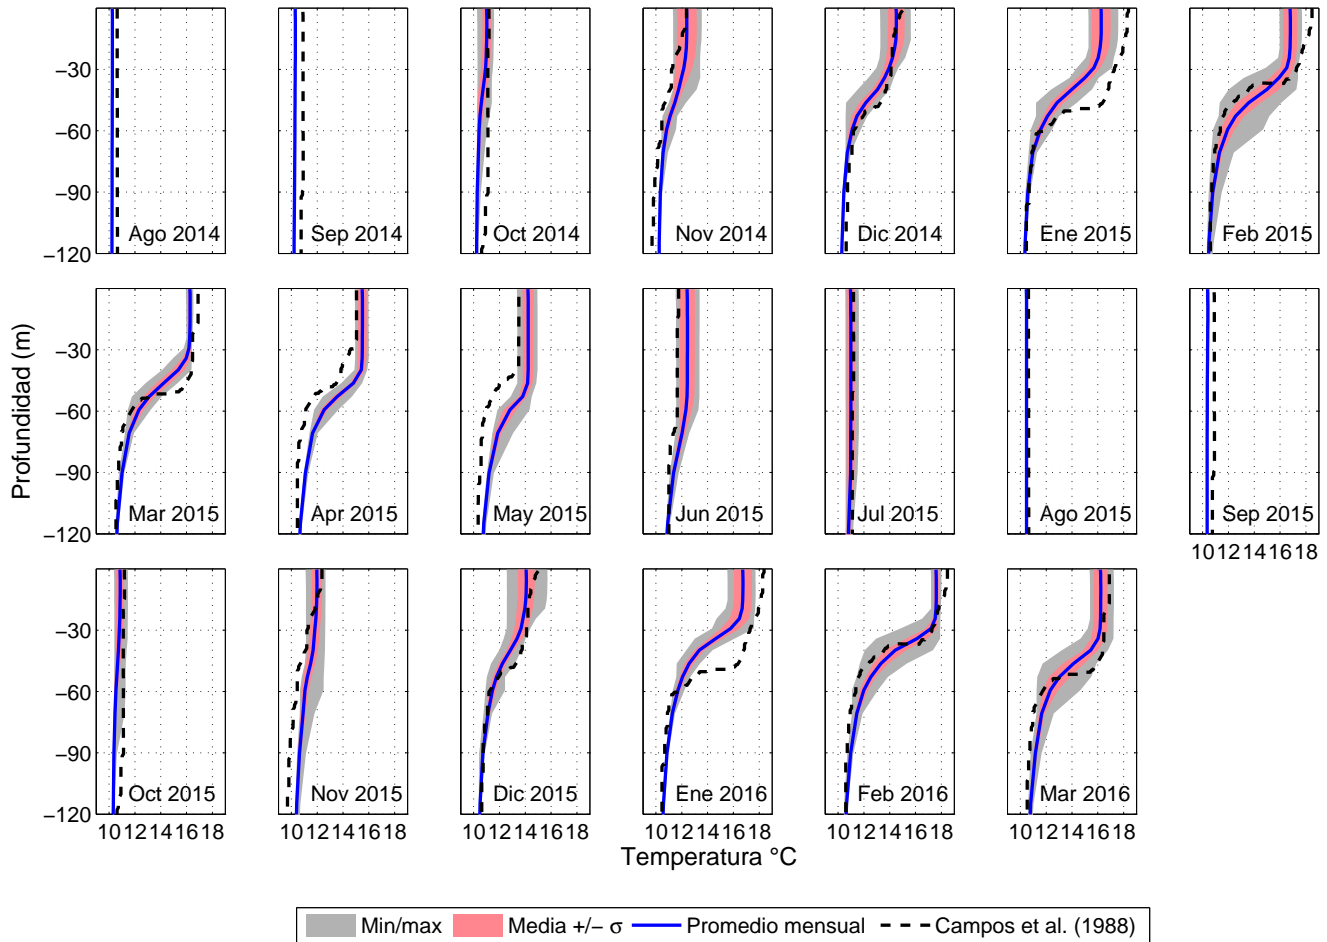 −30
−60
−90
−120
Ago 2014
Sep 2014
Oct 2014
Nov 2014
Dic 2014
Ene 2015
Feb 2015
Profundidad (m)
−30
−60
−90
−120
Mar 2015
Apr 2015
May 2015
Jun 2015
Jul 2015
Ago 2015
Sep 2015
10 12 14 16 18
−30
−60
−90
−120
Oct 2015
Nov 2015
Dic 2015
Ene 2016
Feb 2016
Mar 2016
10 12 14 16 18
10 12 14 16 18
10 12 14 16 18
10 12 14 16 18
10 12 14 16 18
10 12 14 16 18
Temperatura °C
Min/max
Media +/− σ
Promedio mensual
Campos et al. (1988)